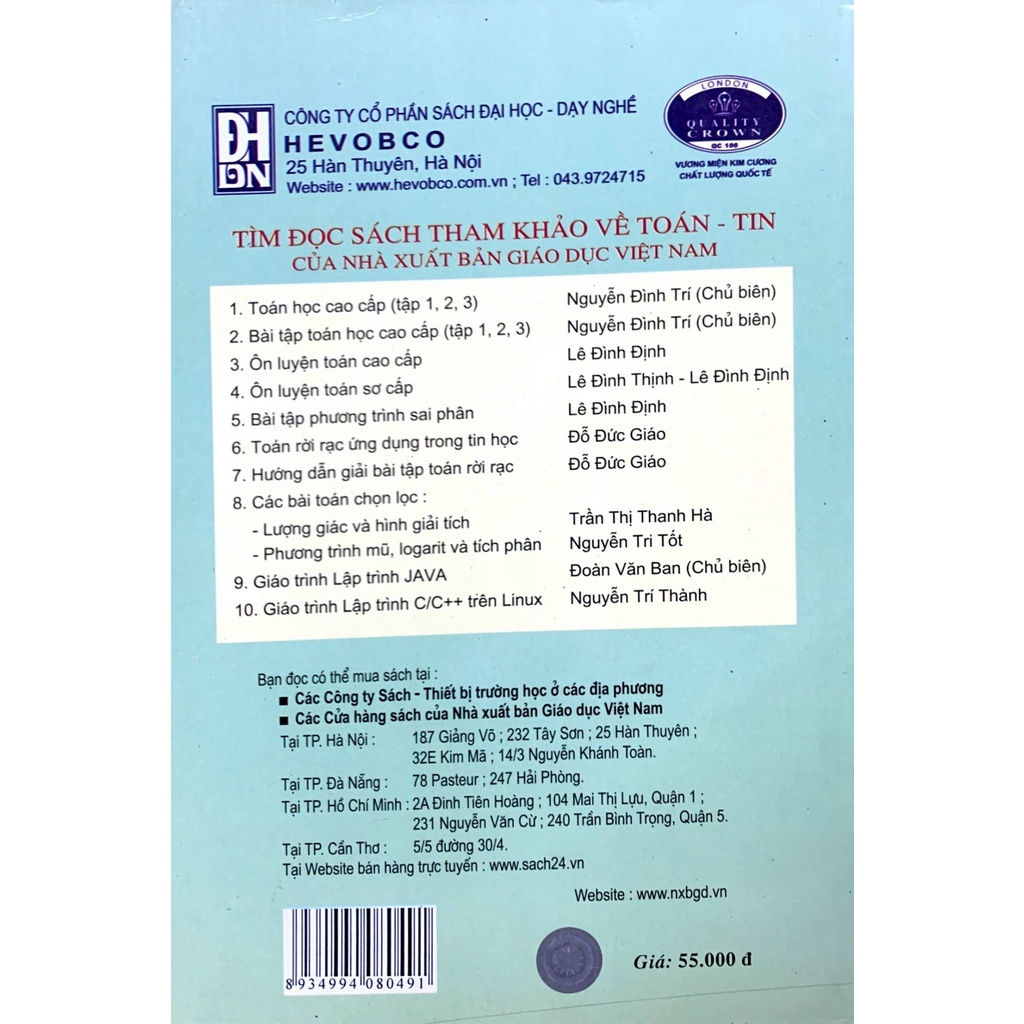 ĐH
DN
CÔNG TY CỔ PHẦN SÁCH ĐẠI HỌC - DẠY NGHỀ
HEVOBCO
25 Hàn Thuyên, Hà Nội
Website : www.hevobco.com.vn ; Tel : 043.9724715
LONDON
QUALITY
CROWN
QC 100
VƯƠNG MIỆN KIM CƯƠNG
CHẤT LƯỢNG QUỐC TẾ
TÌM ĐỌC SÁCH THAM KHẢO VỀ TOÁN - TIN
CỦA NHÀ XUẤT BẢN GIÁO DỤC VIỆT NAM
1. Toán học cao cấp (tập 1, 2, 3) Nguyễn Đình Trí (Chủ biên)
2. Bài tập toán học cao cấp (tập 1, 2, 3) Nguyễn Đình Trí (Chủ biên)
3. Ôn luyện toán cao cấp Lê Đình Định
4. Ôn luyện toán sơ cấp Lê Đình Thịnh - Lê Đình Định
5. Bài tập phương trình sai phân Lê Đình Định
6. Toán rời rạc ứng dụng trong tin học Đỗ Đức Giáo
7. Hướng dẫn giải bài tập toán rời rạc Đỗ Đức Giáo
8. Các bài toán chọn lọc :
- Lượng giác và hình giải tích Trần Thị Thanh Hà
- Phương trình mũ, logarit và tích phân Nguyễn Tri Tốt
9. Giáo trình Lập trình JAVA Đoàn Văn Ban (Chủ biên)
10. Giáo trình Lập trình C/C++ trên Linux Nguyễn Trí Thành
Bạn đọc có thể mua sách tại :
■ Các Công ty Sách - Thiết bị trường học ở các địa phương
■ Các Cửa hàng sách của Nhà xuất bản Giáo dục Việt Nam
Tại TP. Hà Nội : 187 Giảng Võ ; 232 Tây Sơn ; 25 Hàn Thuyên ;
32E Kim Mã ; 14/3 Nguyễn Khánh Toàn.
Tại TP. Đà Nẵng : 78 Pasteur ; 247 Hải Phòng.
Tại TP. Hồ Chí Minh : 2A Đinh Tiên Hoàng ; 104 Mai Thị Lựu, Quận 1 ;
231 Nguyễn Văn Cừ ; 240 Trần Bình Trọng, Quận 5.
Tại TP. Cần Thơ : 5/5 đường 30/4.
Tại Website bán hàng trực tuyến : www.sach24.vn
Website : www.nxbgd.vn
8 934994 080491
Giá: 55.000 đ